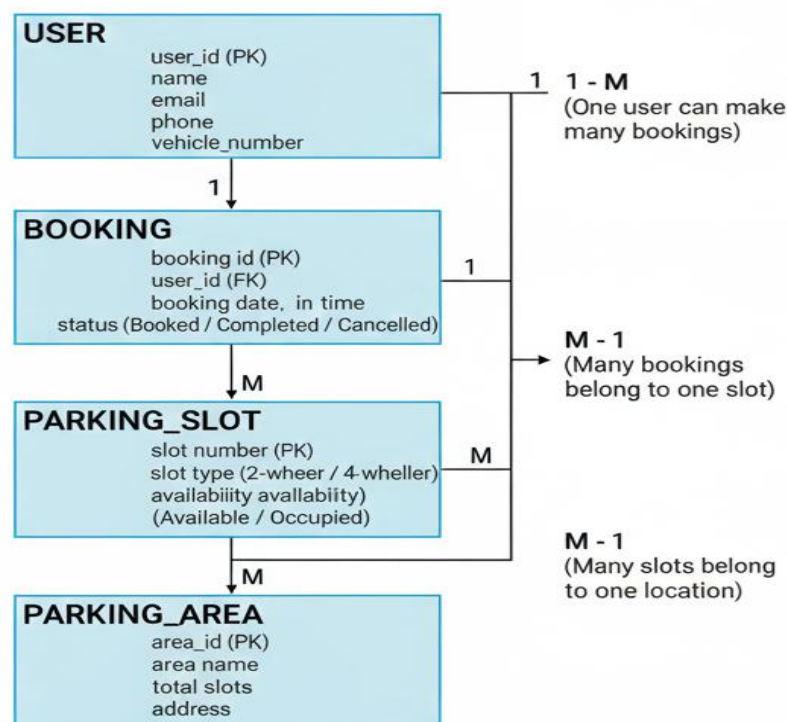 USER
user_id (PK)
name
email
phone
vehicle_number
1
1 1 - M
(One user can make
many bookings)
BOOKING
booking id (PK)
user_id (FK)
booking date, in time
status (Booked / Completed / Cancelled)
1
M
M - 1
(Many bookings
belong to one slot)
PARKING_SLOT
slot number (PK)
slot type (2-wheer / 4-wheller)
availabiiity avallability)
(Available / Occupied)
M
M
M - 1
(Many slots belong
to one location)
PARKING_AREA
area_id (PK)
area name
total slots
address